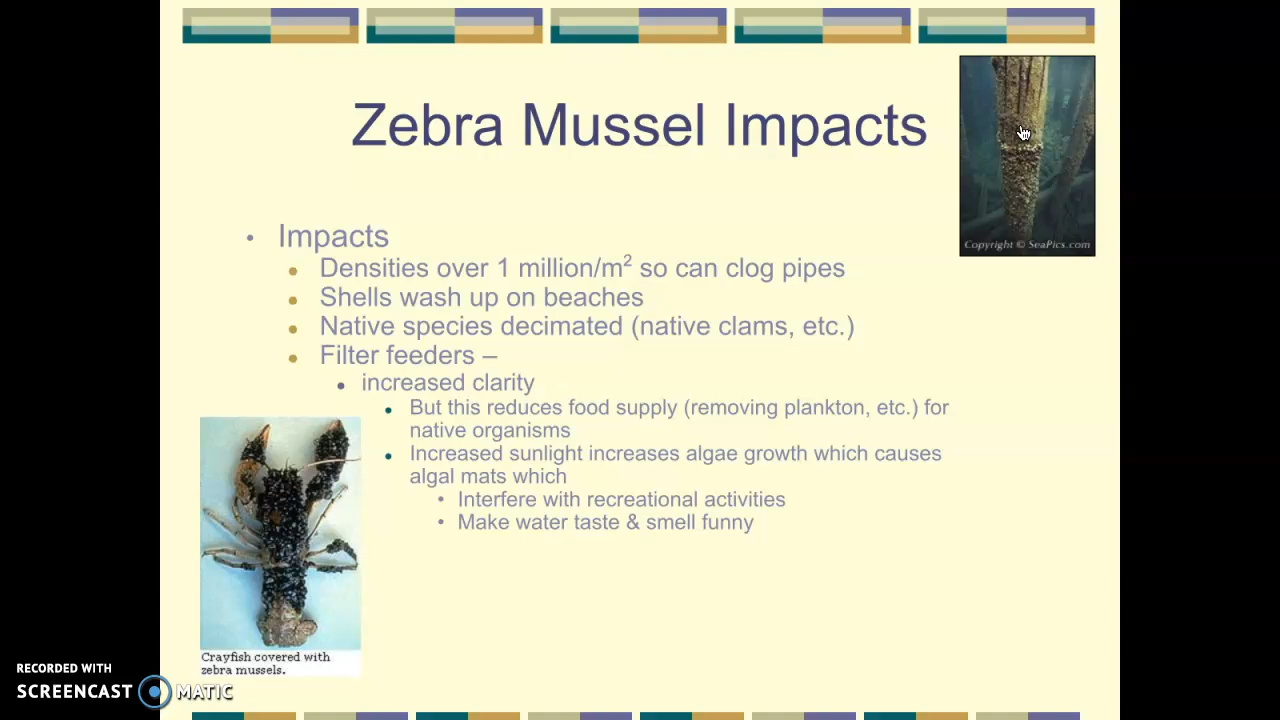 Zebra Mussel Impacts
Copyright © SeaPics.com
• Impacts
• Densities over 1 million/m² so can clog pipes
• Shells wash up on beaches
• Native species decimated (native clams, etc.)
• Filter feeders –
• increased clarity
• But this reduces food supply (removing plankton, etc.) for
native organisms
• Increased sunlight increases algae growth which causes
algal mats which
• Interfere with recreational activities
• Make water taste & smell funny
Crayfish covered with
zebra mussels.
RECORDED WITH
SCREENCAST MATIC